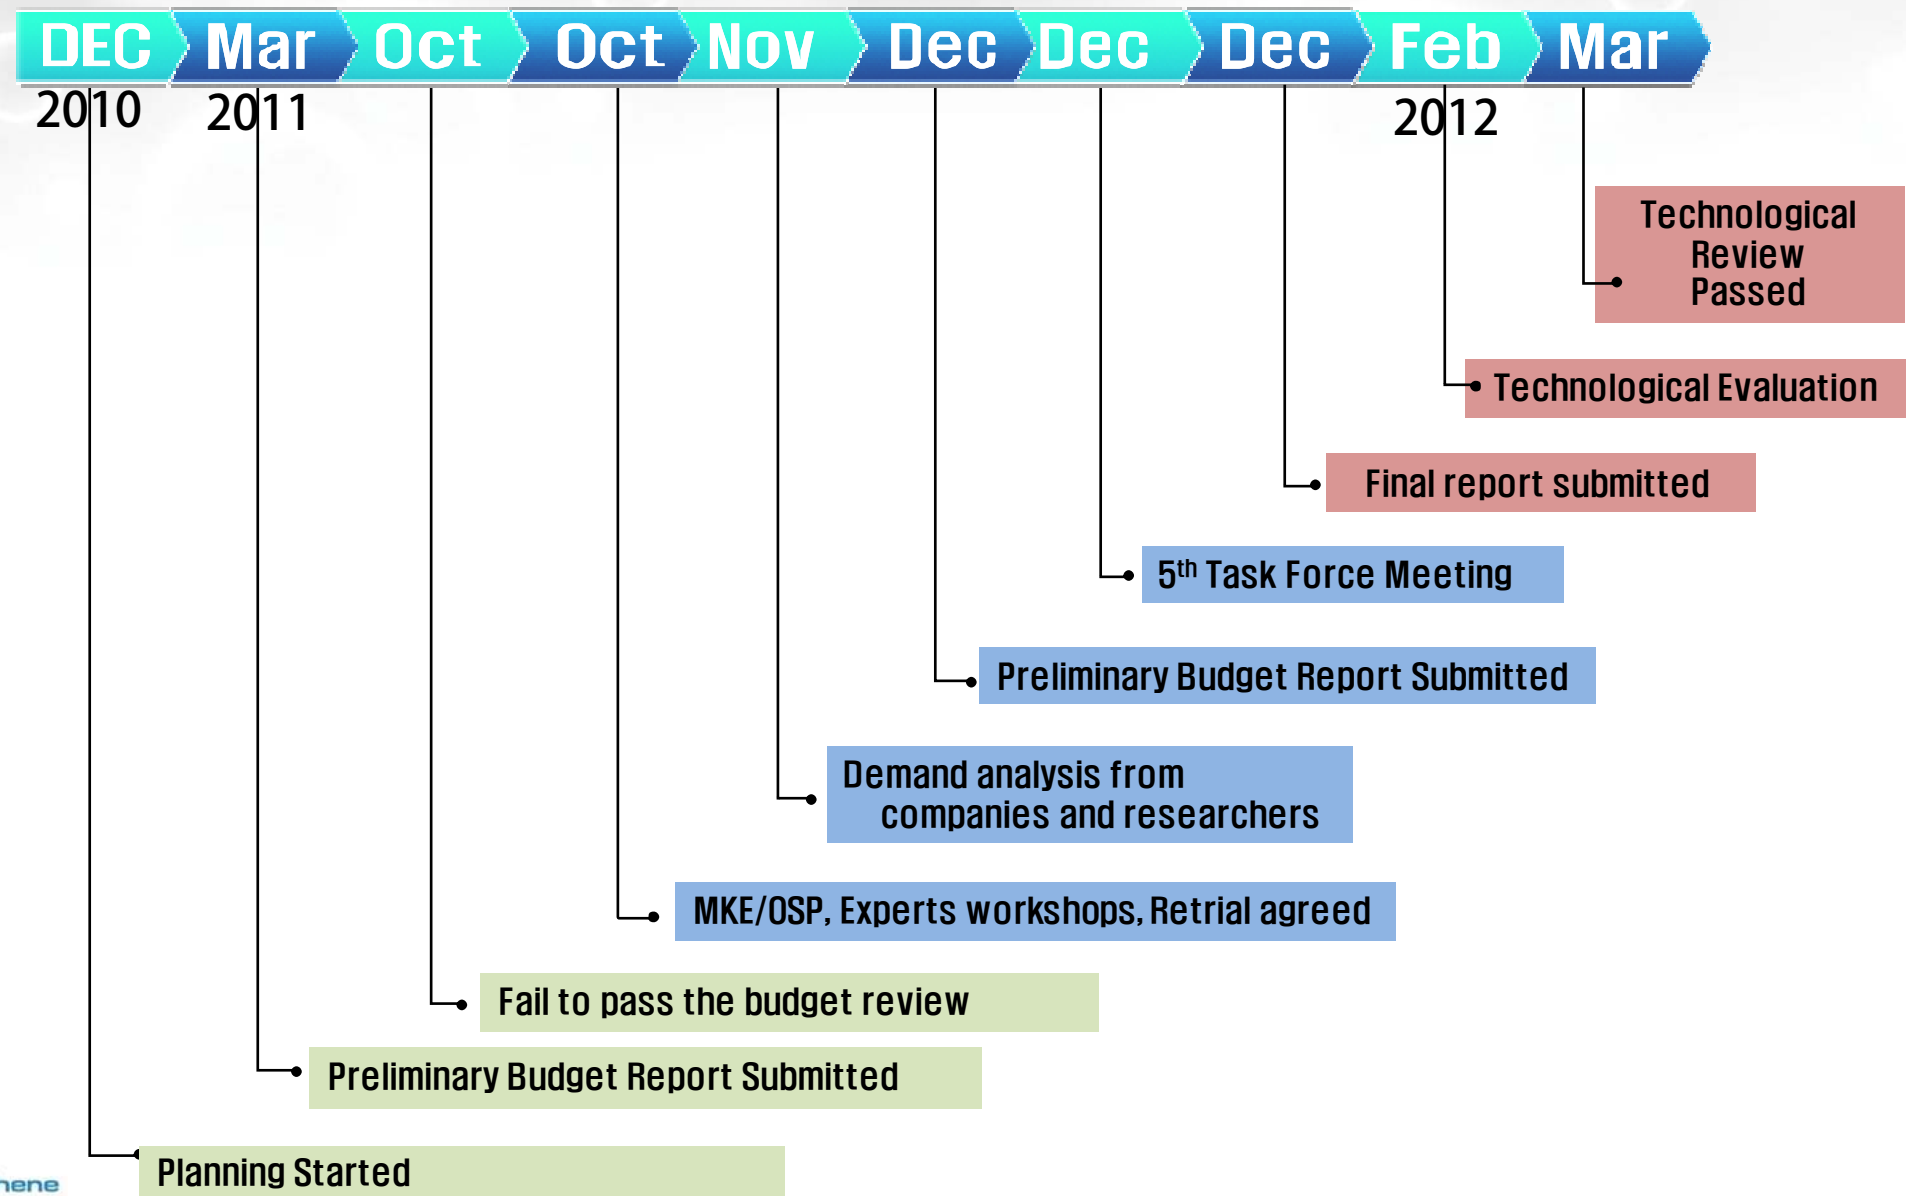 DEC Mar Oct Oct Nov Dec Dec Dec Feb Mar
2010 2011 2012
Technological
Review
Passed
Technological Evaluation
Final report submitted
5th Task Force Meeting
Preliminary Budget Report Submitted
Demand analysis from
companies and researchers
MKE/OSP, Experts workshops, Retrial agreed
Fail to pass the budget review
Preliminary Budget Report Submitted
Planning Started